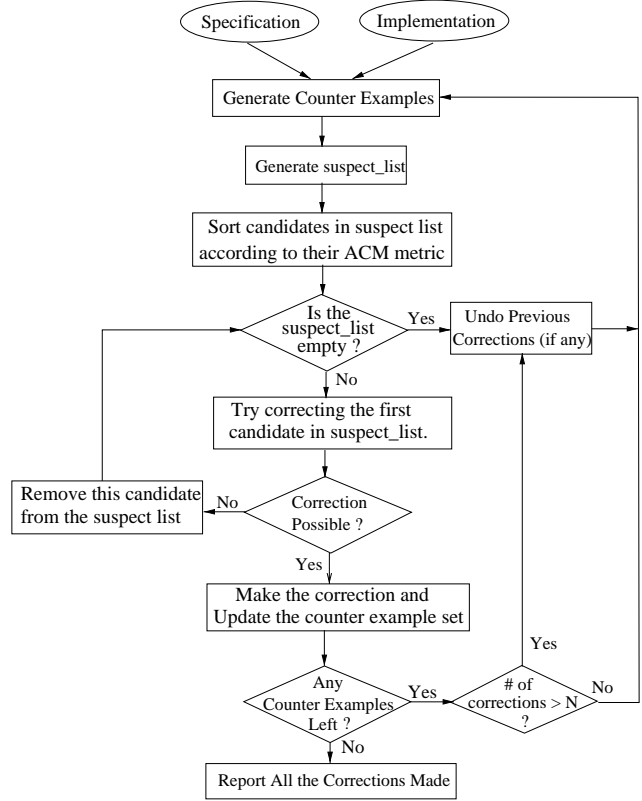 Specification
Implementation
Generate Counter Examples
Generate suspect_list
Sort candidates in suspect list
according to their ACM metric
Is the
suspect_list
empty ?
Yes
Undo Previous
Corrections (if any)
No
Try correcting the first
candidate in suspect_list.
Remove this candidate
from the suspect list
No
Correction
Possible ?
Yes
Make the correction and
Update the counter example set
Yes
Any
Counter Examples
Left ?
Yes
# of
corrections > N
?
No
No
Report All the Corrections Made